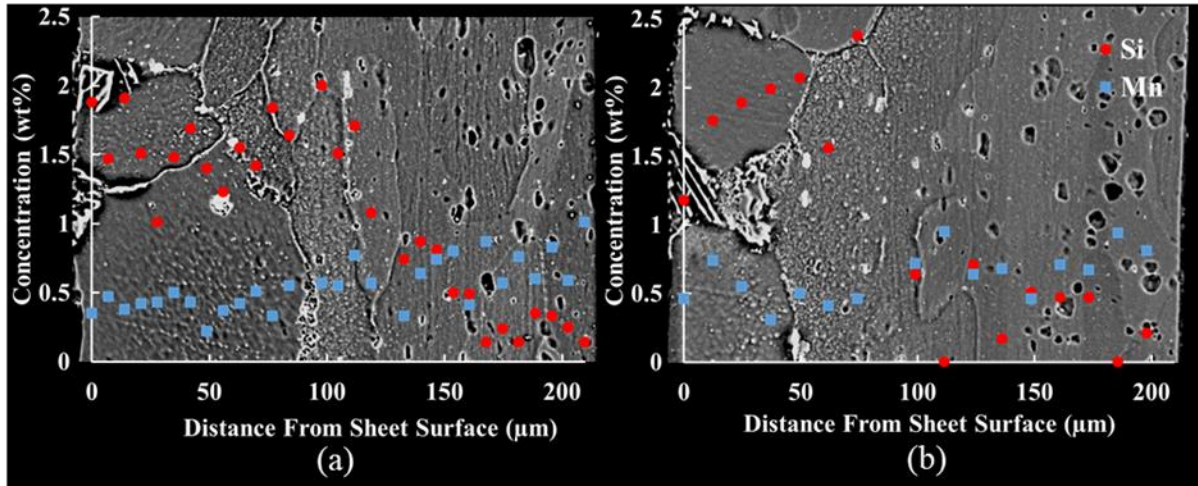 2.5
2
1.5
1
0.5
0
Concentration (wt%)
0 50 100 150 200
Distance From Sheet Surface (μm)
(a)
2.5
2
1.5
1
0.5
0
Concentration (wt%)
0 50 100 150 200
Distance From Sheet Surface (μm)
(b)
Si
Mn